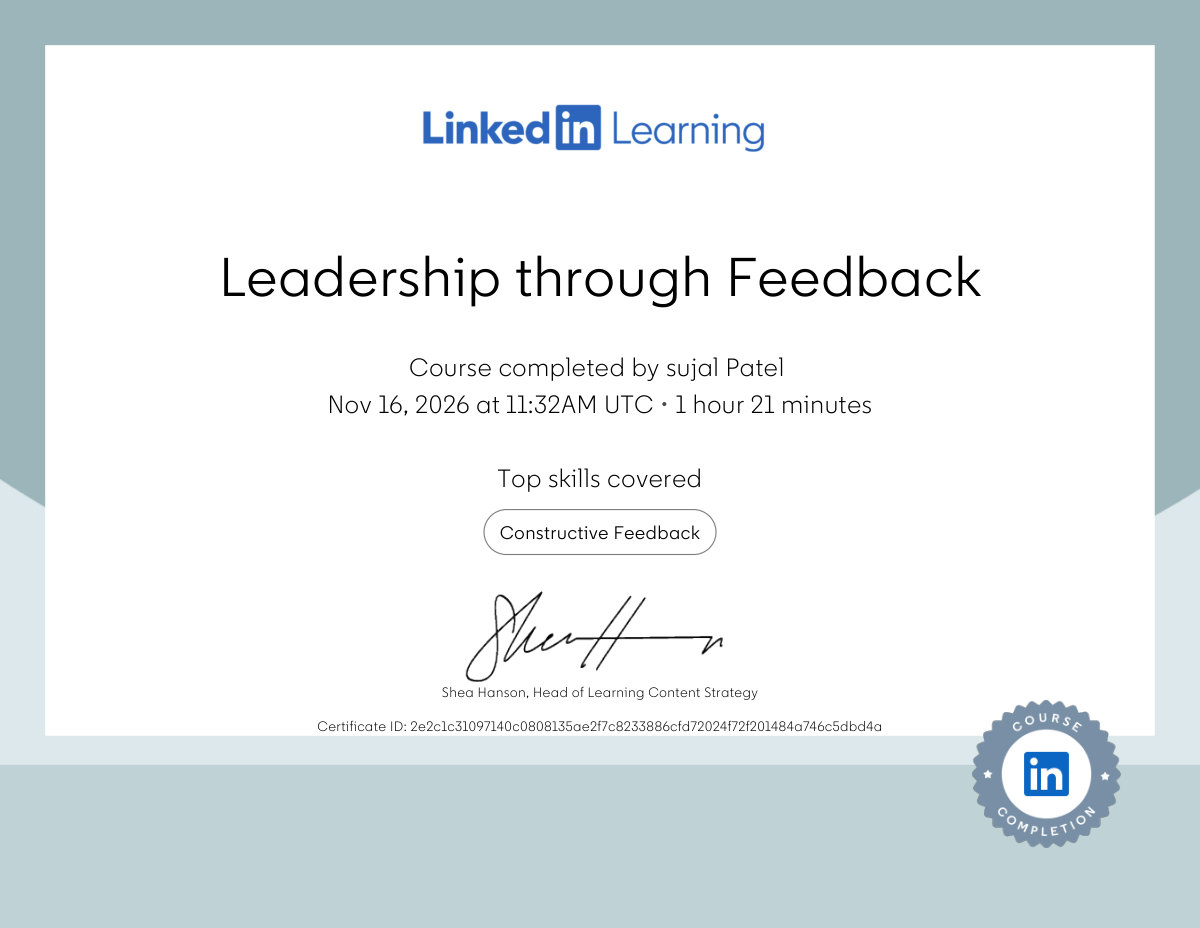 Linked in Learning
Leadership through Feedback
Course completed by sujal Patel
Nov 16, 2026 at 11:32AM UTC • 1 hour 21 minutes
Top skills covered
Constructive Feedback
Shea Hanson, Head of Learning Content Strategy
Certificate ID: 2e2c1c31097140c0808135ae2f7c8233886cfd72024f72f201484a746c5dbd4a
COURSE
in
COMPLETION